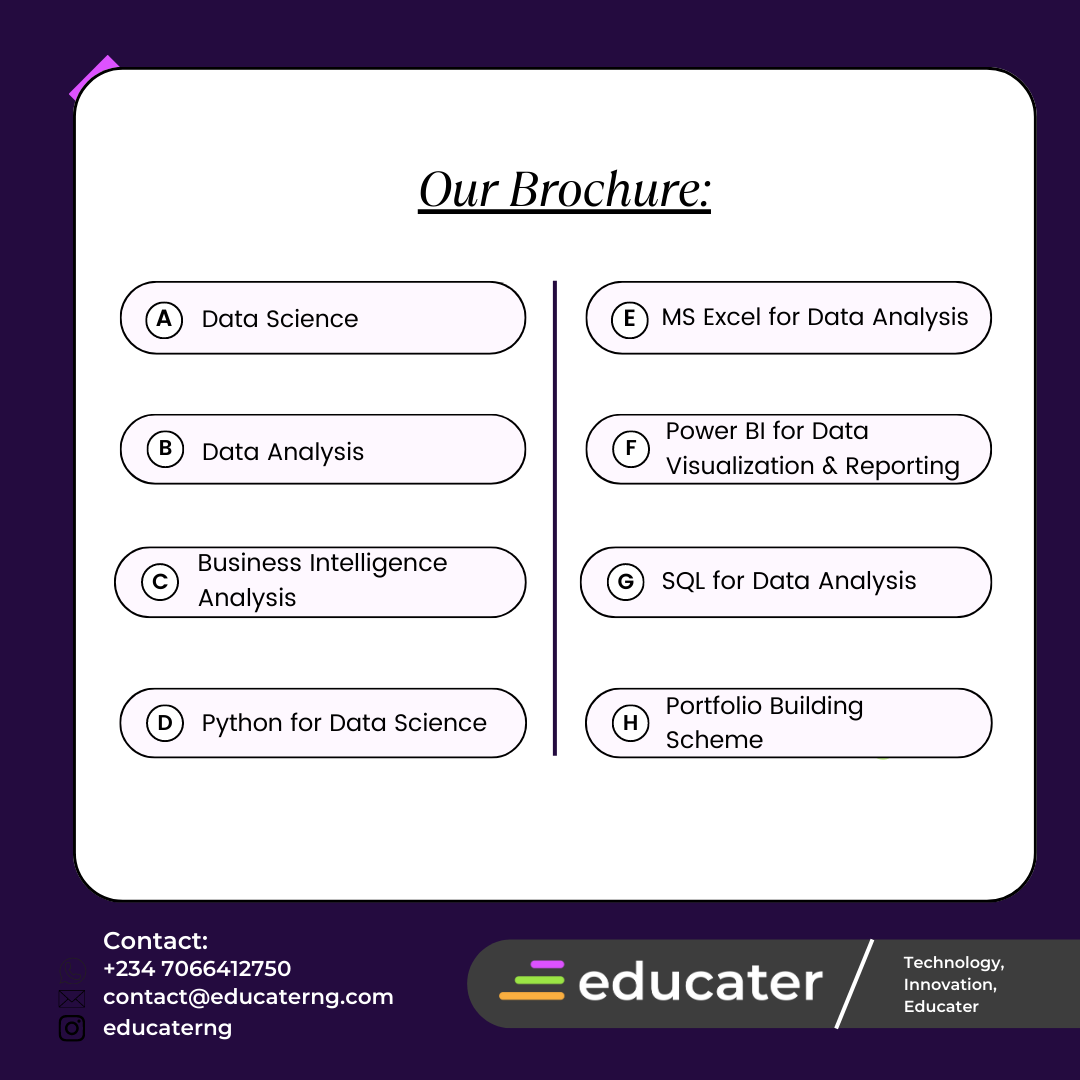 Our Brochure:
A Data Science
B Data Analysis
C Business Intelligence
Analysis
D Python for Data Science
E MS Excel for Data Analysis
F Power BI for Data
Visualization & Reporting
G SQL for Data Analysis
H Portfolio Building
Scheme
Contact:
+234 7066412750
contact@educaterng.com
educaterng
educater
Technology,
Innovation,
Educater